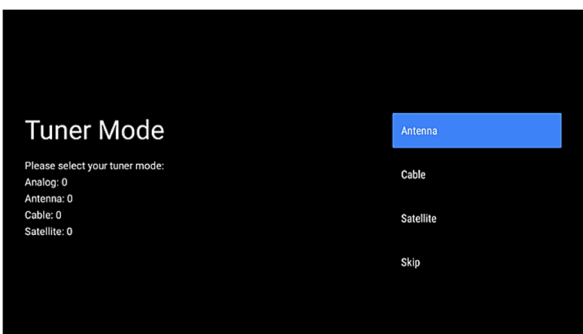 Tuner Mode
Please select your tuner mode:
Analog: 0
Antenna: 0
Cable: 0
Satellite: 0
Antenna
Cable
Satellite
Skip